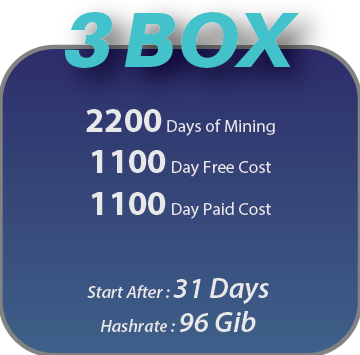 3 BOX
2200 Days of Mining
1100 Day Free Cost
1100 Day Paid Cost
Start After : 31 Days
Hashrate : 96 Gib